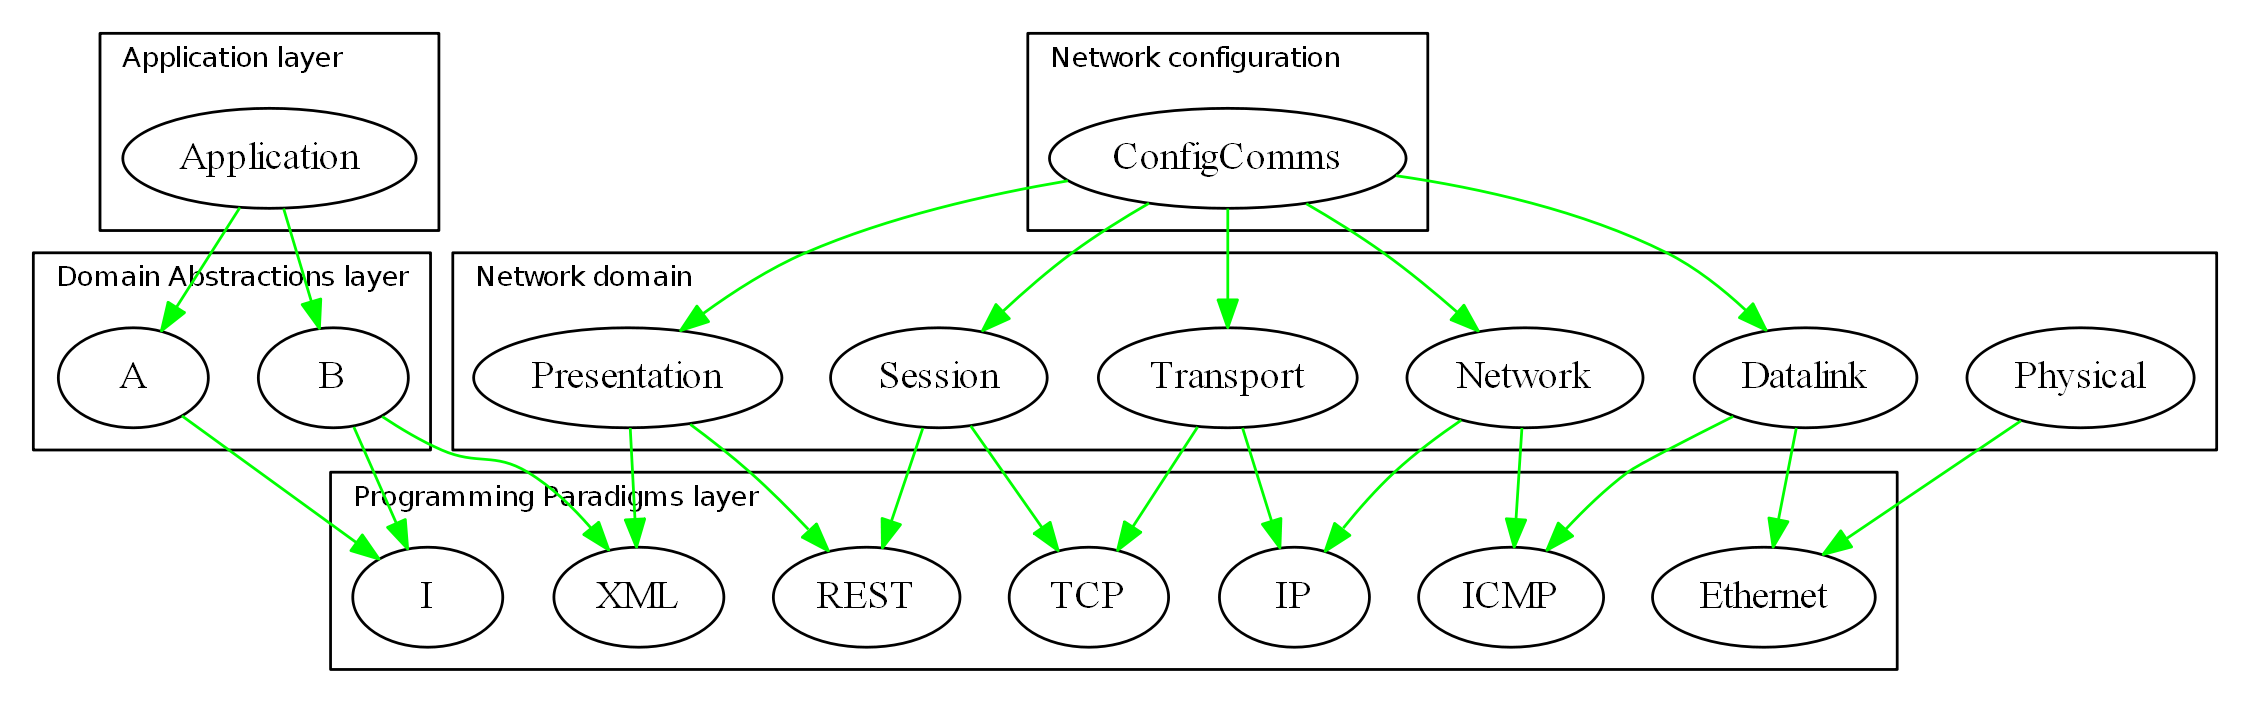 Application layer
Network configuration
Application
ConfigComms
Domain Abstractions layer
Network domain
A
B
Presentation
Session
Transport
Network
Datalink
Physical
Programming Paradigms layer
I
XML
REST
TCP
IP
ICMP
Ethernet